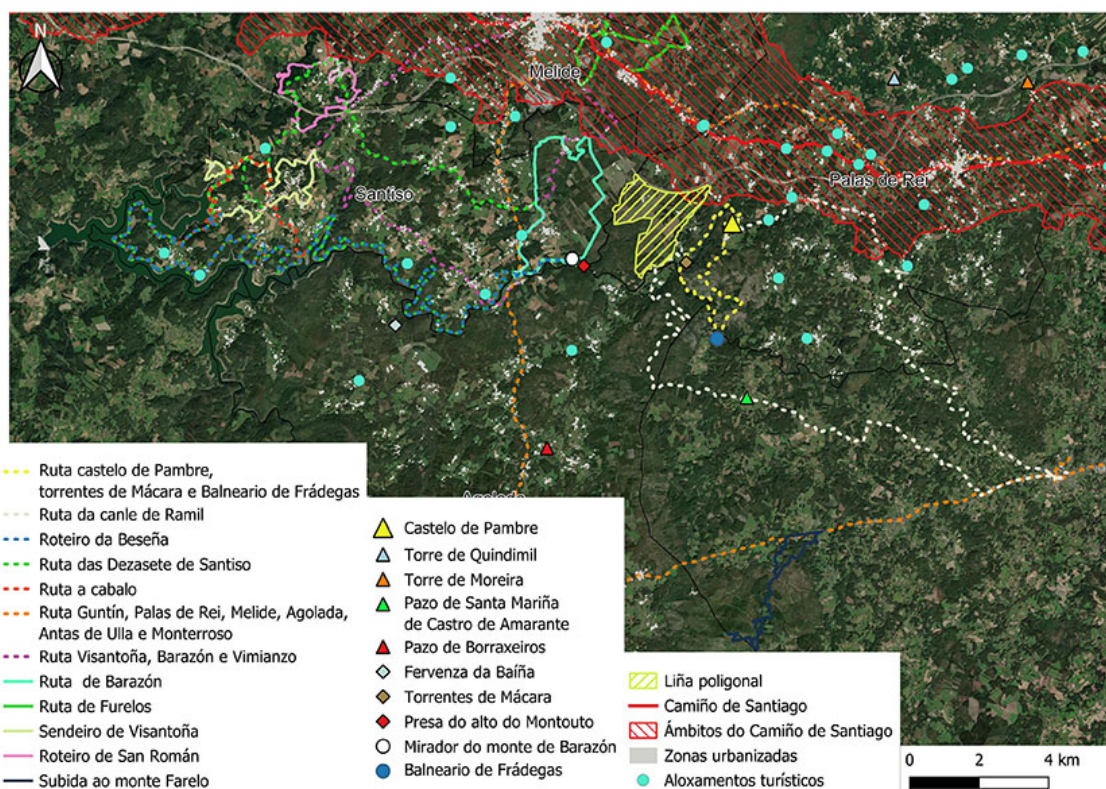 N
Melide
Santiso
Palas de Rei
Agolada
Ruta castelo de Pambre,
torrentes de Mácara e Balneario de Frádegas
Ruta da canle de Ramil
Roteiro da Beseña
Ruta das Dezasete de Santiso
Ruta a cabalo
Ruta Guntín, Palas de Rei, Melide, Agolada,
Antas de Ulla e Monterroso
Ruta Visantoña, Barazón e Vimianzo
Ruta de Barazón
Ruta de Furelos
Sendeiro de Visantoña
Roteiro de San Román
Subida ao monte Farelo
Castelo de Pambre
Torre de Quindimil
Torre de Moreira
Pazo de Santa Mariña
de Castro de Amarante
Pazo de Borraxeiros
Fervenza da Baíña
Torrentes de Mácara
Presa do alto do Montouto
Mirador do monte de Barazón
Balneario de Frádegas
Liña poligonal
Camiño de Santiago
Ámbitos do Camiño de Santiago
Zonas urbanizadas
Aloxamentos turísticos
0 2 4 km